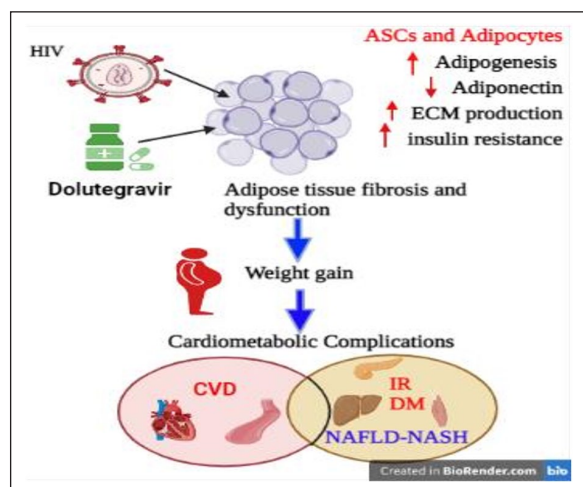 HIV
Dolutegravir
ASCs and Adipocytes
Adipogenesis
Adiponectin
ECM production
insulin resistance
Adipose tissue fibrosis and
dysfunction
Weight gain
Cardiometabolic Complications
CVD
IR
DM
NAFLD-NASH
Created in BioRender.com bio